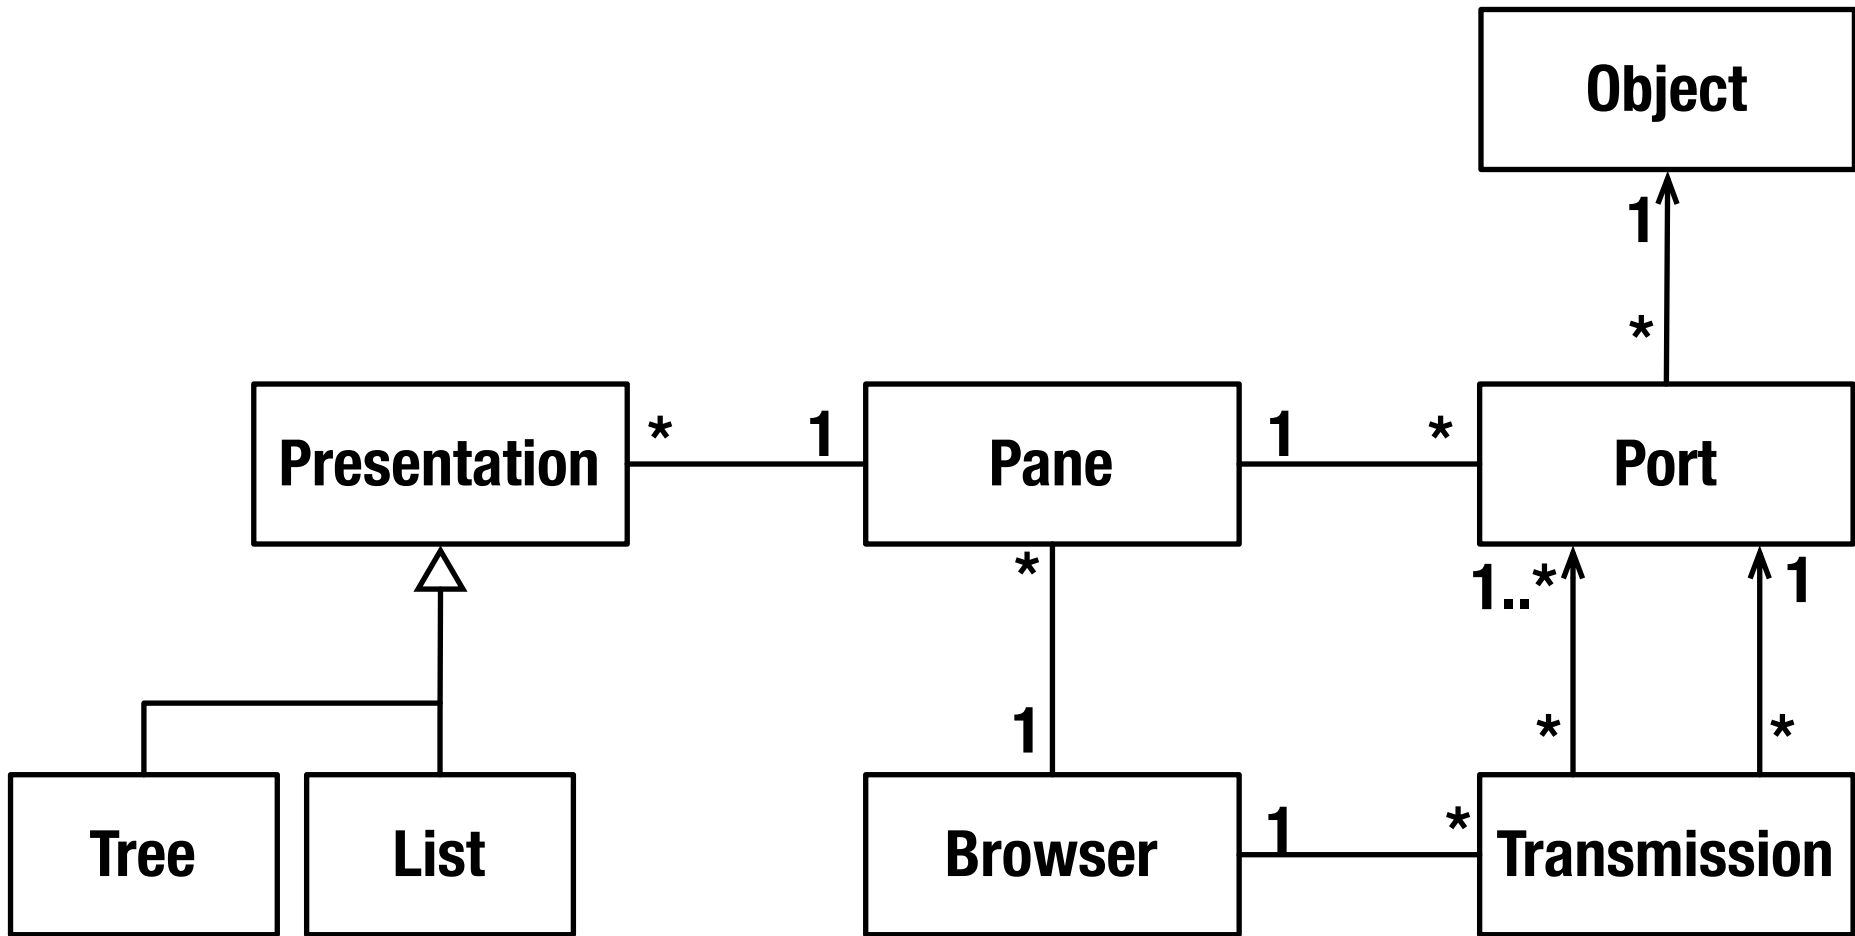 Object
1
*
Presentation
* 1
Pane
1 *
Port
*
1
1..*
1
*
*
Tree
List
Browser
1 *
Transmission